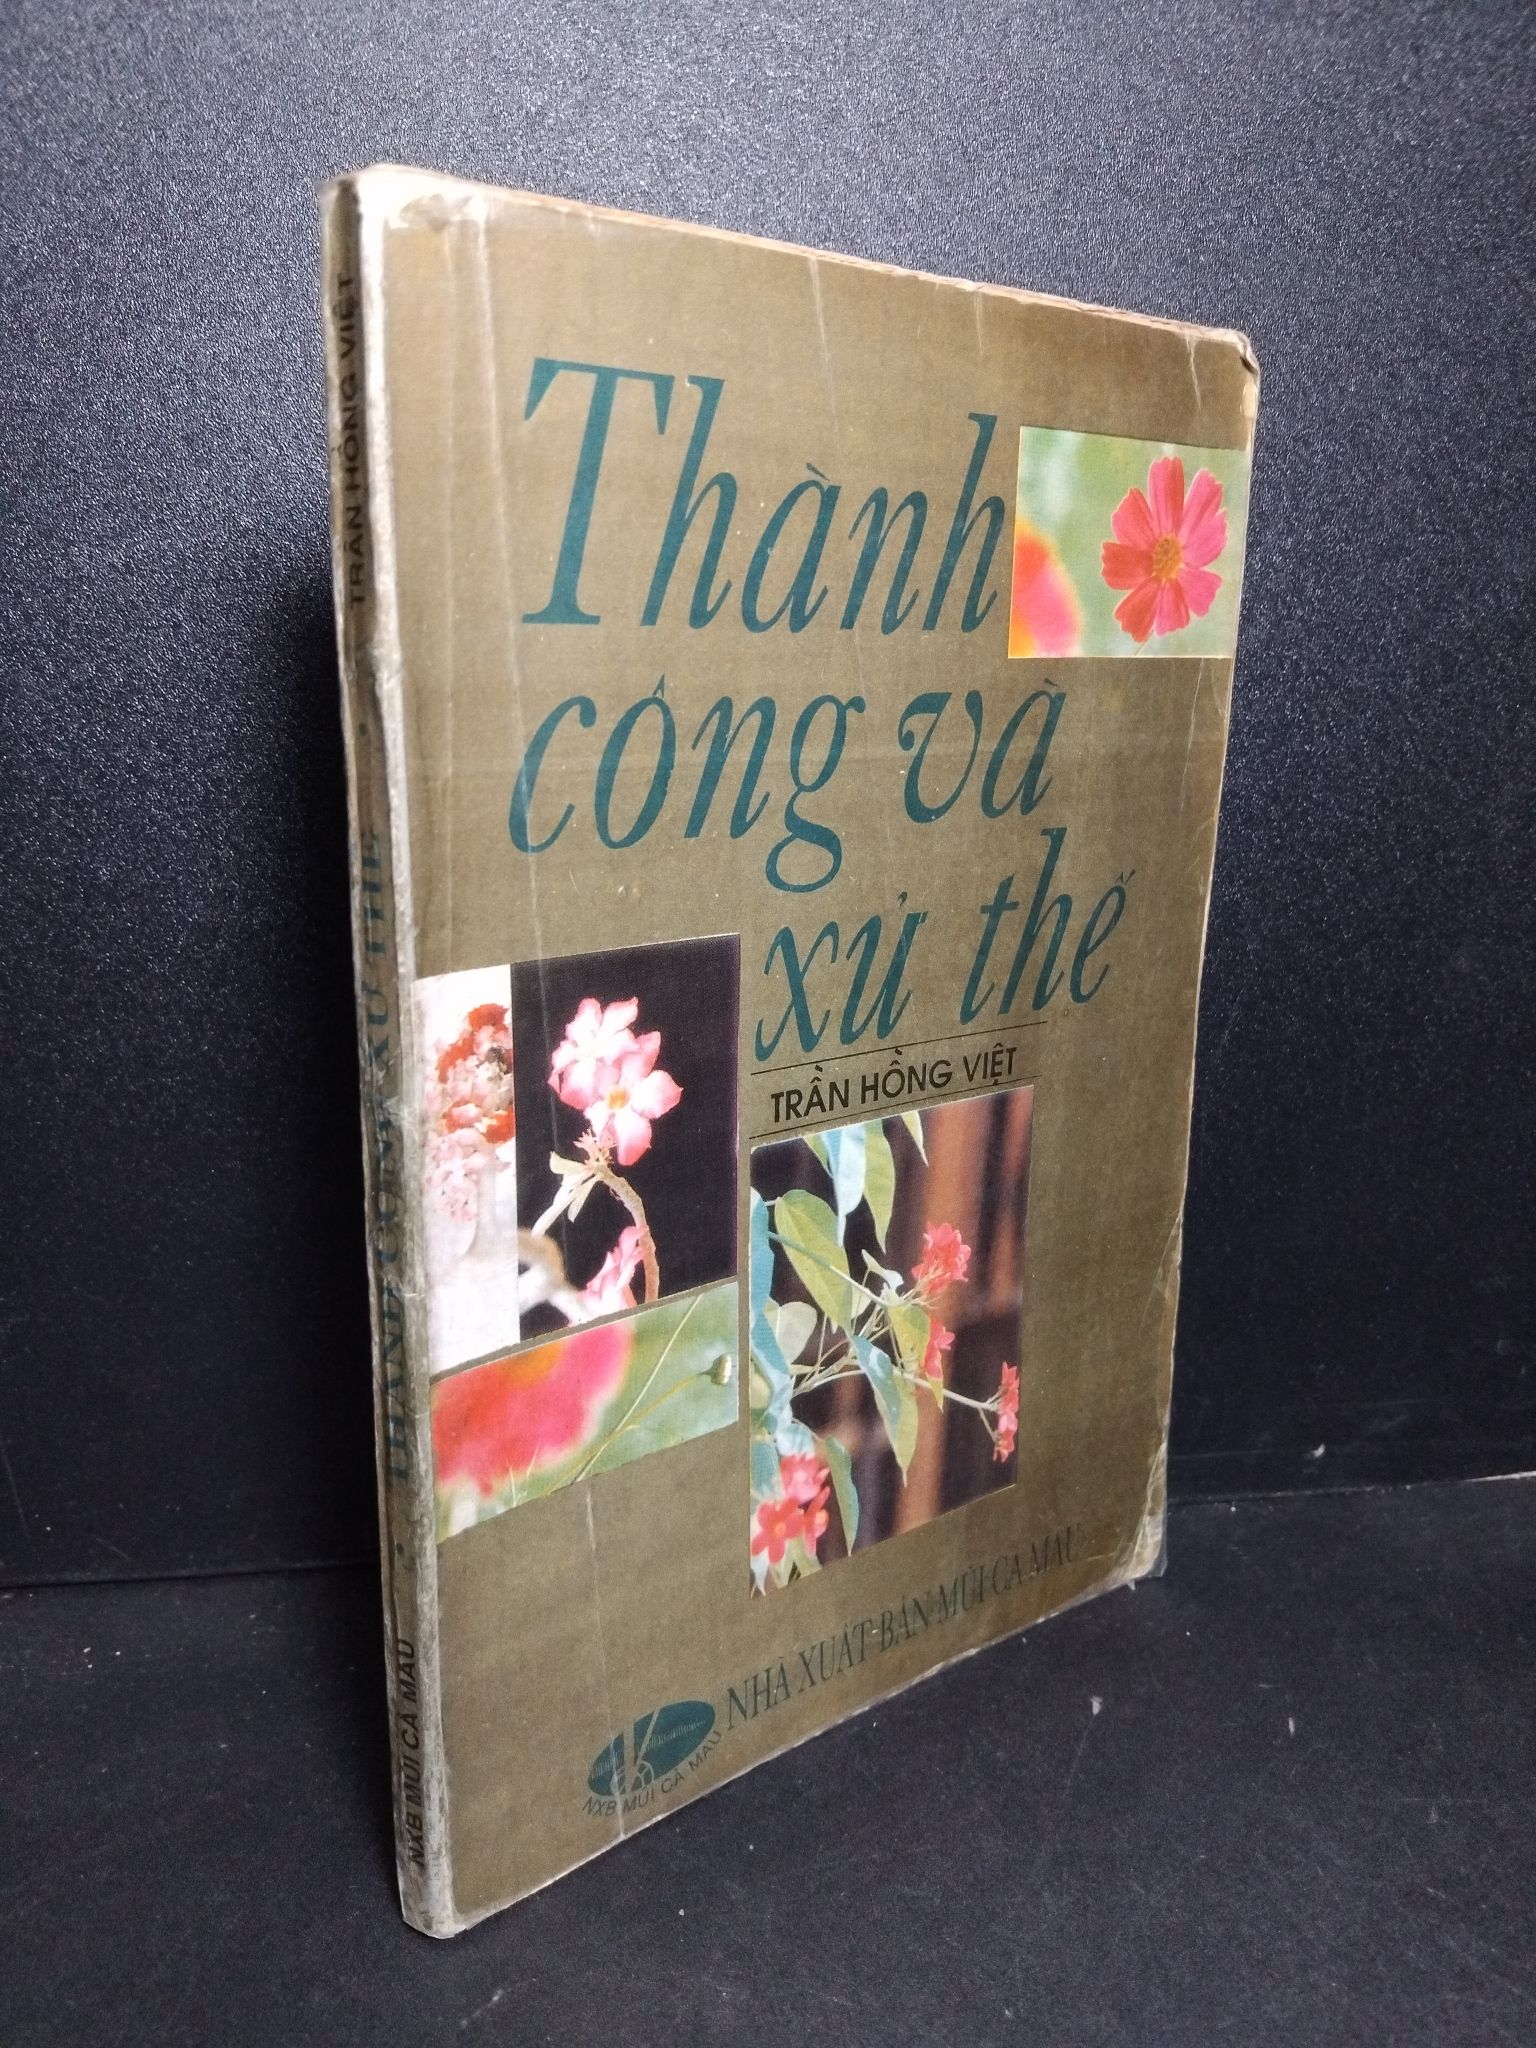 Thành
công và
xử thế
TRẦN HỒNG VIỆT
NHÀ XUẤT BẢN MŨI CÀ MAU
NXB MŨI CÀ MAU
TRẦN HỒNG VIỆT • THÀNH CÔNG XỬ THẾ • NXB MŨI CÀ MAU